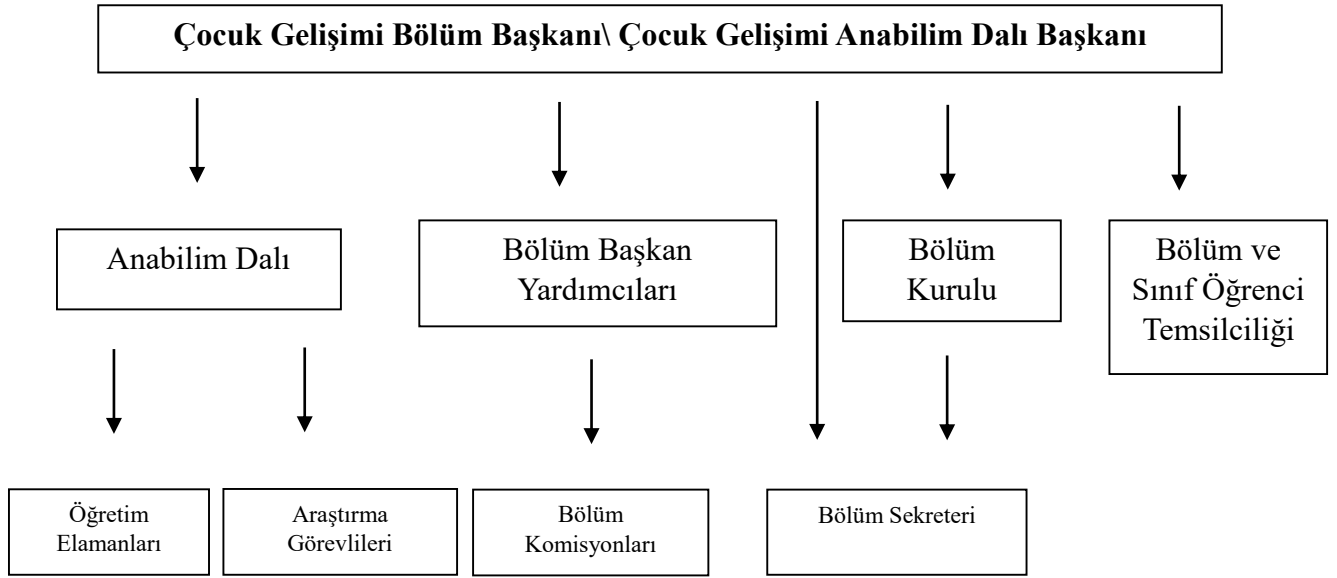 Çocuk Gelişimi Bölüm Başkanı\ Çocuk Gelişimi Anabilim Dalı Başkanı
Anabilim Dalı
Bölüm Başkan
Yardımcıları
Bölüm
Kurulu
Bölüm ve
Sınıf Öğrenci
Temsilciliği
Öğretim
Elamanları
Araştırma
Görevlileri
Bölüm
Komisyonları
Bölüm Sekreteri